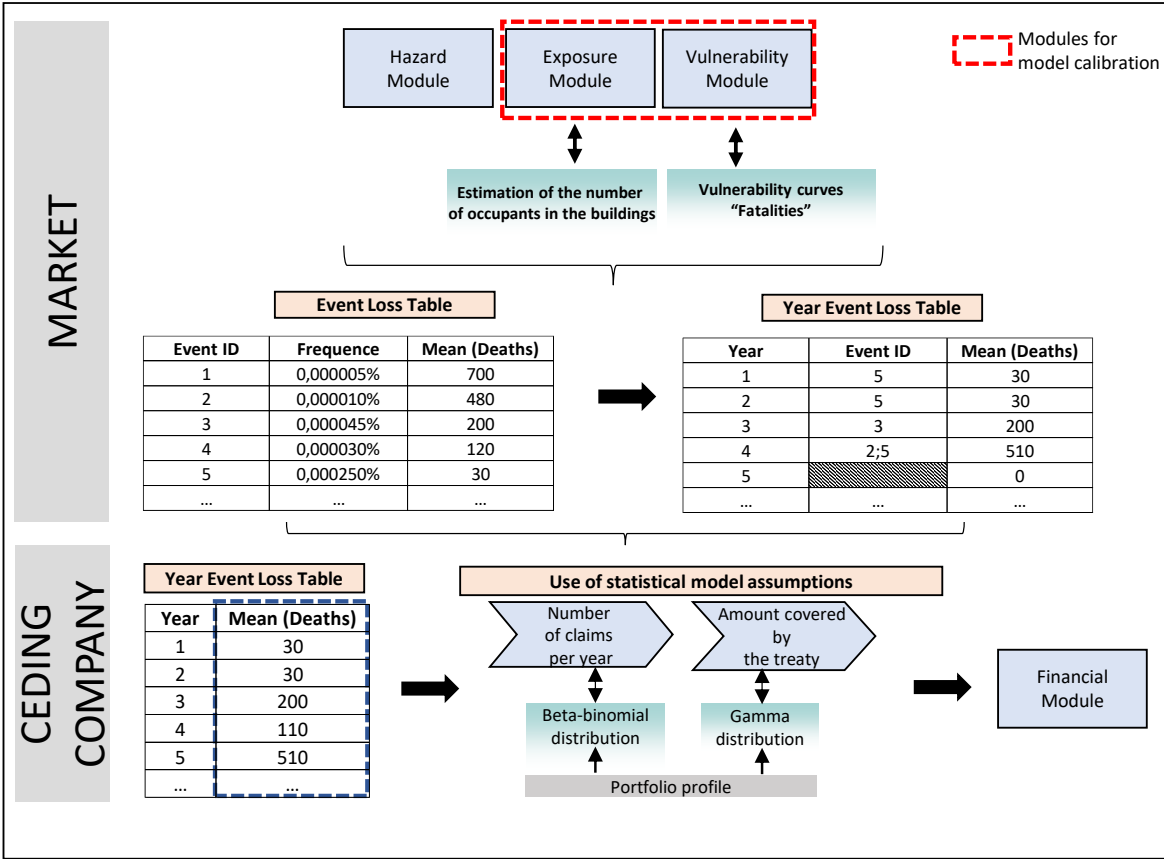 MARKET
Hazard
Module
Exposure
Module
Vulnerability
Module
Modules for
model calibration
Estimation of the number
of occupants in the buildings
Vulnerability curves
“Fatalities”
Event Loss Table
Event ID Frequence Mean (Deaths)
1 0,000005% 700
2 0,000010% 480
3 0,000045% 200
4 0,000030% 120
5 0,000250% 30
... ... ...
Year Event Loss Table
Year Event ID Mean (Deaths)
1 5 30
2 5 30
3 3 200
4 2;5 510
5 0
... ... ...
CEDING
COMPANY
Year Event Loss Table
Year Mean (Deaths)
1 30
2 30
3 200
4 110
5 510
... ...
Use of statistical model assumptions
Number
of claims
per year
Amount covered
by
the treaty
Beta-binomial
distribution
Gamma
distribution
Portfolio profile
Financial
Module